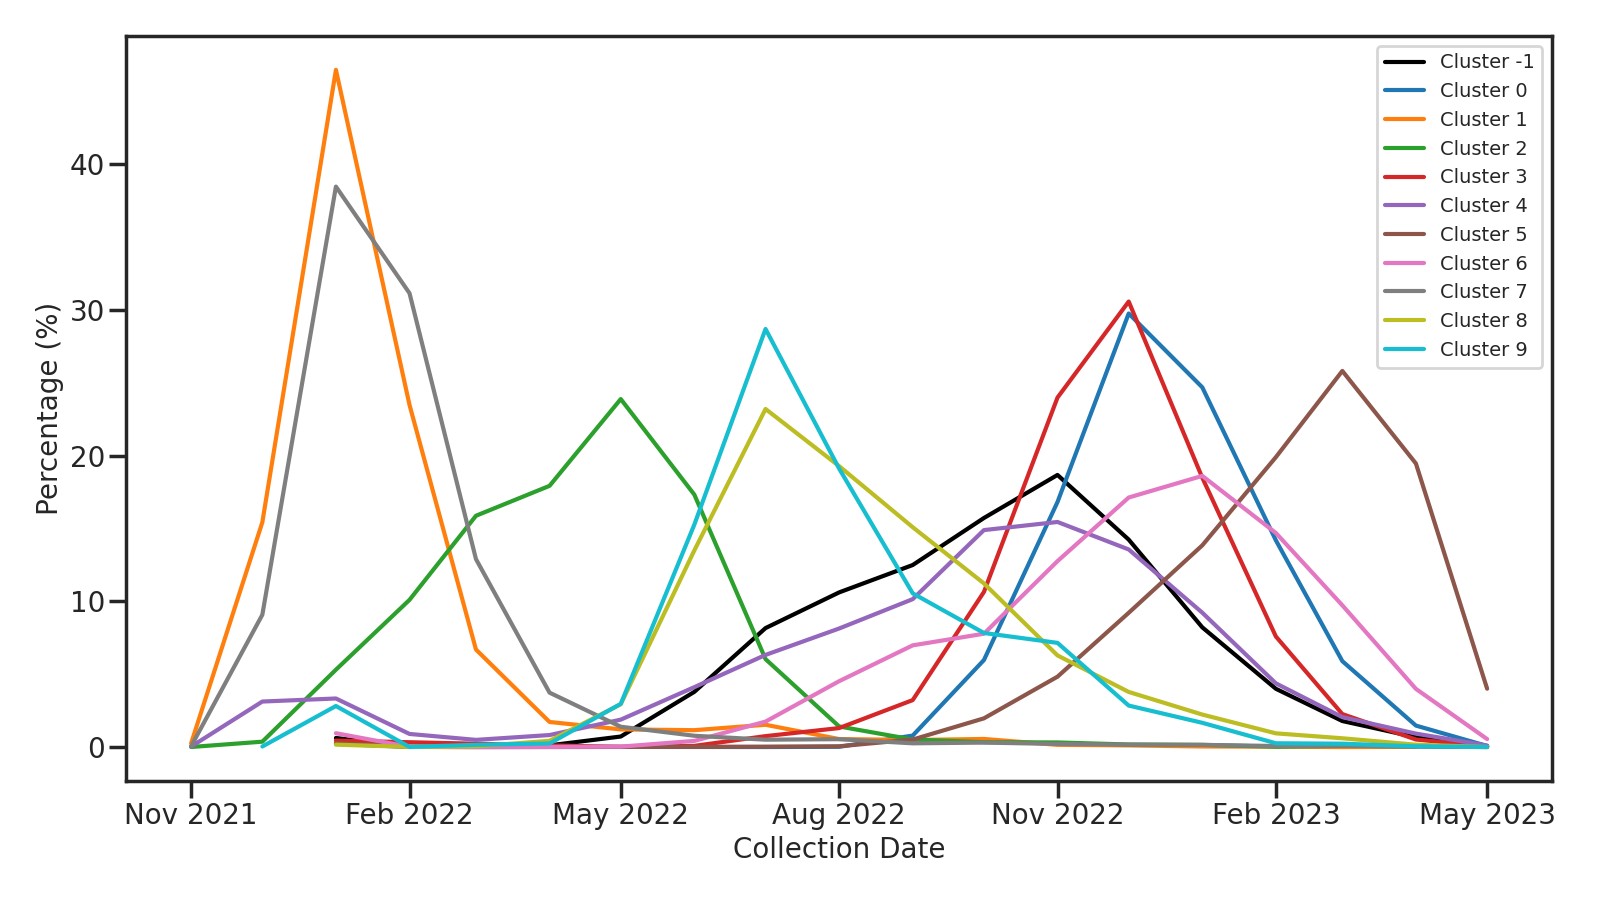 Cluster -1
Cluster 0
Cluster 1
Cluster 2
Cluster 3
Cluster 4
Cluster 5
Cluster 6
Cluster 7
Cluster 8
Cluster 9
Percentage (%)
40
30
20
10
0
Nov 2021 Feb 2022 May 2022 Aug 2022 Nov 2022 Feb 2023 May 2023
Collection Date